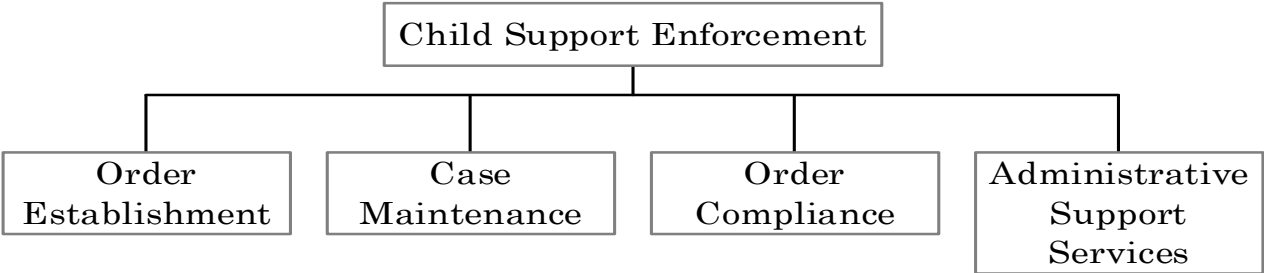 Child Support Enforcement
Order
Establishment
Case
Maintenance
Order
Compliance
Administrative
Support
Services